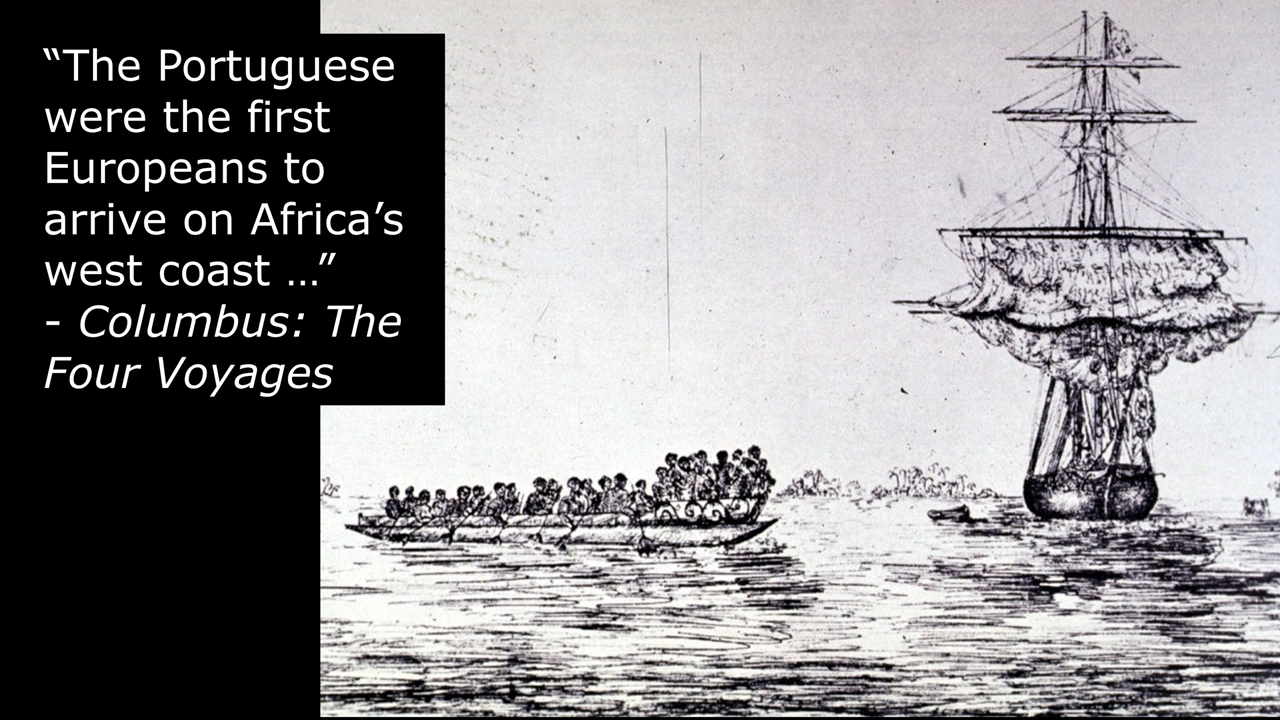 “The Portuguese
were the first
Europeans to
arrive on Africa’s
west coast …”
- Columbus: The
Four Voyages